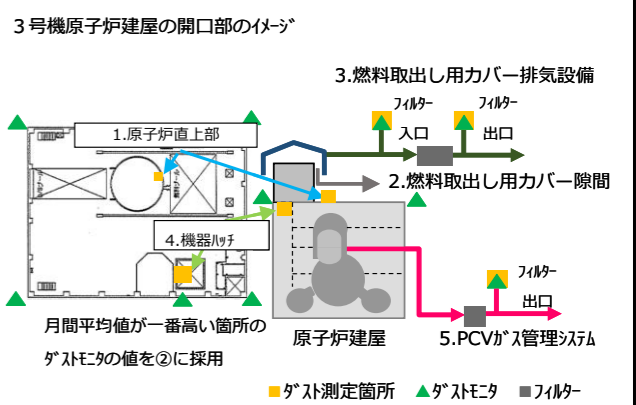 ３号機原子炉建屋の開口部のｲﾒｰｼﾞ
3.燃料取出し用カバー排気設備
ﾌｨﾙﾀｰ
ﾌｨﾙﾀｰ
1.原子炉直上部
入口
出口
2.燃料取出し用カバー隙間
4.機器ﾊｯﾁ
ﾌｨﾙﾀｰ
出口
月間平均値が一番高い箇所の
ﾀﾞｽﾄﾓﾆﾀの値を②に採用
原子炉建屋
5.PCVｶﾞｽ管理ｼｽﾃﾑ
ﾀﾞｽﾄ測定箇所
ﾀﾞｽﾄﾓﾆﾀ
ﾌｨﾙﾀｰ